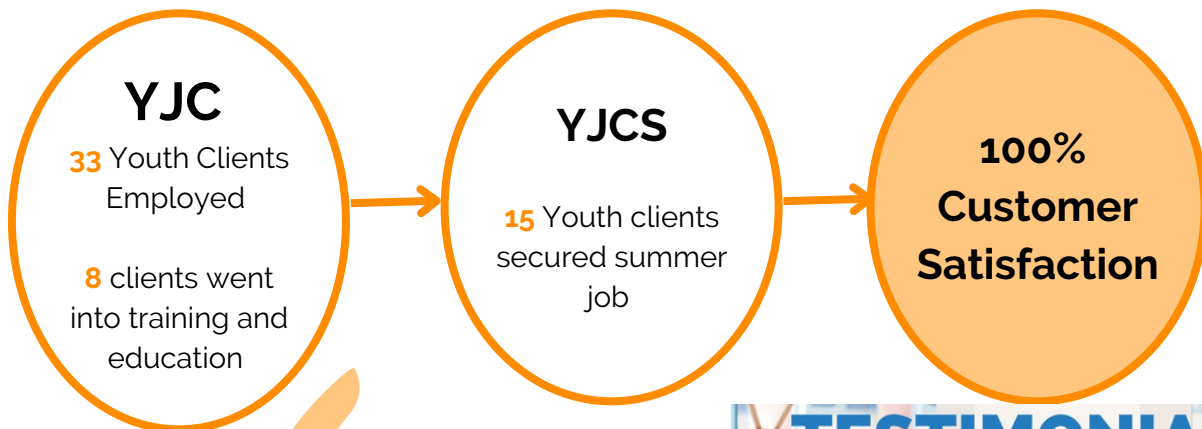 YJC
33 Youth Clients
Employed
8 clients went
into training and
education
YJCS
15 Youth clients
secured summer
job
100%
Customer
Satisfaction